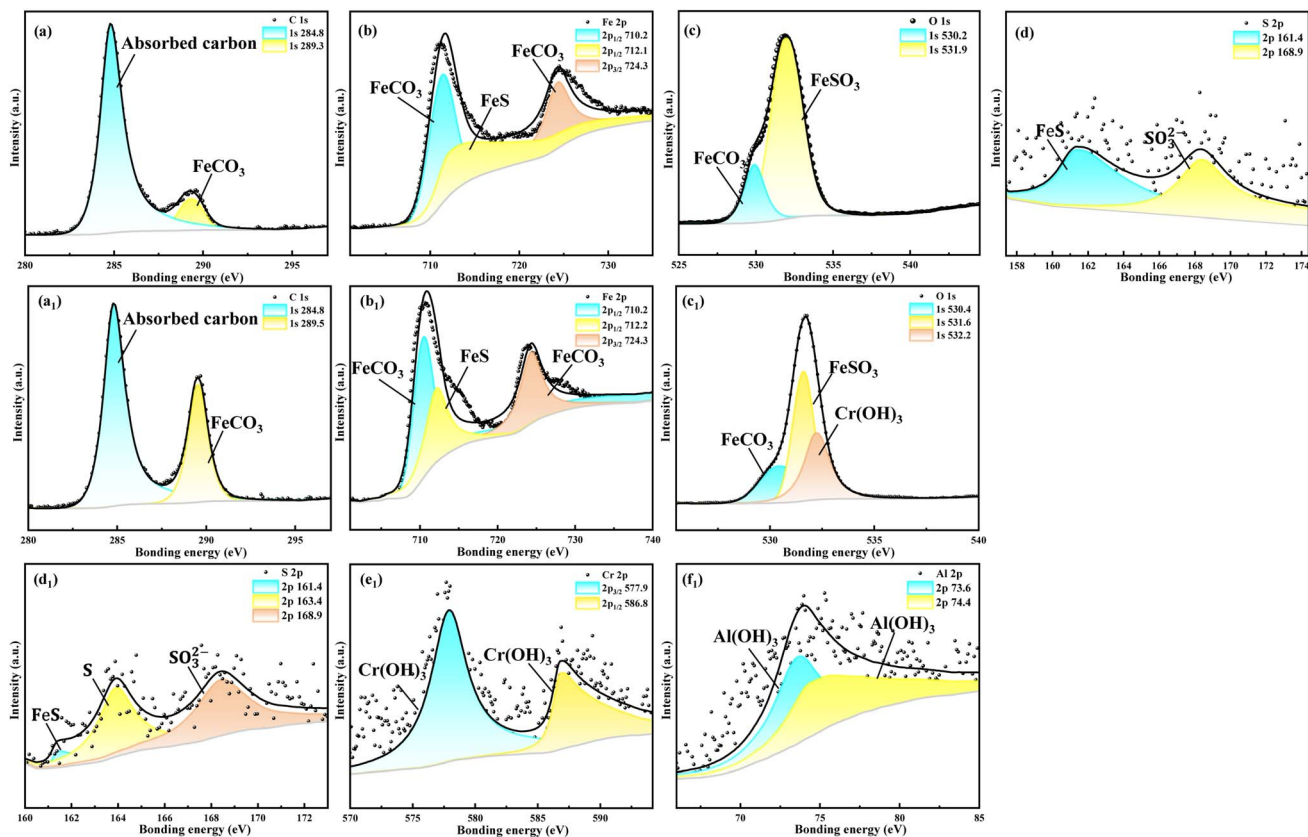 (a)
C 1s
1s 284.8
1s 289.3
Absorbed carbon
FeCO3
Intensity (a.u.)
280 285 290 295
Bonding energy (eV)
(b)
Fe 2p
2p1/2 710.2
2p1/2 712.1
2p3/2 724.3
FeCO3
FeS
FeCO3
Intensity (a.u.)
710 720 730
Bonding energy (eV)
(c)
O 1s
1s 530.2
1s 531.9
FeSO3
FeCO3
Intensity (a.u.)
525 530 535 540
Bonding energy (eV)
(d)
S 2p
2p 161.4
2p 168.9
FeS
SO3 2−
Intensity (a.u.)
158 160 162 164 166 168 170 172 174
Bonding energy (eV)
(a1)
C 1s
1s 284.8
1s 289.5
Absorbed carbon
FeCO3
Intensity (a.u.)
280 285 290 295
Bonding energy (eV)
(b1)
Fe 2p
2p1/2 710.2
2p1/2 712.2
2p3/2 724.3
FeCO3
FeS
FeCO3
Intensity (a.u.)
710 720 730 740
Bonding energy (eV)
(c1)
O 1s
1s 530.4
1s 531.6
1s 532.2
FeSO3
Cr(OH)3
FeCO3
Intensity (a.u.)
530 535 540
Bonding energy (eV)
(d1)
S 2p
2p 161.4
2p 163.4
2p 168.9
S
SO3 2−
FeS
Intensity (a.u.)
160 162 164 166 168 170 172
Bonding energy (eV)
(e1)
Cr 2p
2p3/2 577.9
2p1/2 586.8
Cr(OH)3
Cr(OH)3
Intensity (a.u.)
570 575 580 585 590
Bonding energy (eV)
(f1)
Al 2p
2p 73.6
2p 74.4
Al(OH)3
Al(OH)3
Intensity (a.u.)
70 75 80 85
Bonding energy (eV)